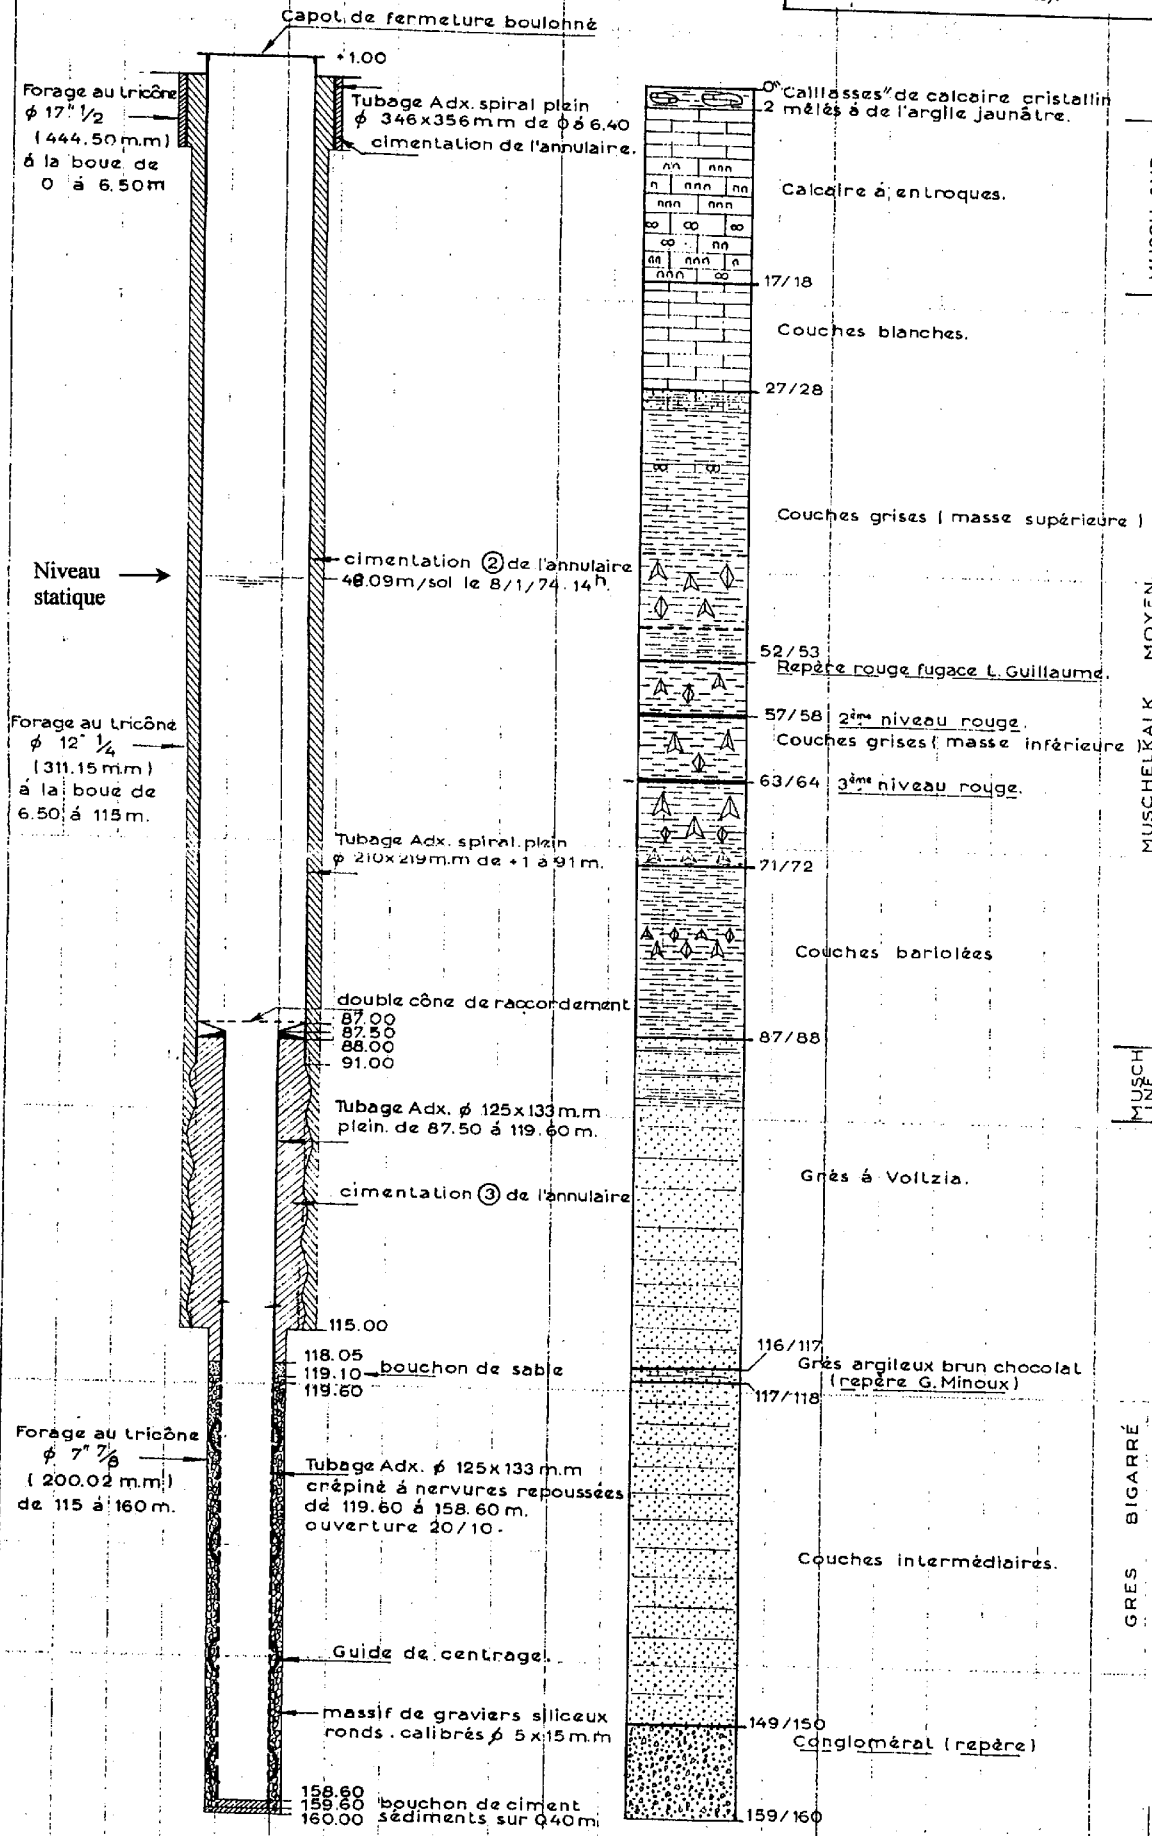 Capot de fermeture boulonné
+1.00
Forage au tricône
φ 17" 1/2
(444.50 m.m)
à la boue de
0 à 6.50m
Tubage Adx. spiral plein
φ 346x356mm de 0 à 6.40
cimentation de l'annulaire.
Niveau
statique
cimentation ② de l'annulaire
48.09m/sol le 8/1/74. 14h.
Forage au tricône
φ 12" 1/4
(311.15 m.m)
à la boue de
6.50 à 115m.
Tubage Adx. spiral plein
φ 210x219m.m de +1 à 91m.
double cône de raccordement
87.00
87.50
88.00
91.00
Tubage Adx. φ 125x133m.m
plein. de 87.50 à 119.60m.
cimentation ③ de l'annulaire
115.00
118.05
119.10
bouchon de sable
119.60
Forage au tricône
φ 7" 7/8
(200.02 m.m)
de 115 à 160m.
Tubage Adx. φ 125x133m.m
crépiné à nervures repoussées
de 119.60 à 158.60m.
ouverture 20/10.
Guide de centrage.
massif de graviers siliceux
ronds. calibrés φ 5x15m.m
158.60
159.60 bouchon de ciment
160.00 sédiments sur 0,40m
0 "Caillasses" de calcaire cristallin
2 mêlés à de l'argile jaunâtre.
Calcaire à entroques.
17/18
Couches blanches.
27/28
Couches grises (masse supérieure)
52/53
Repère rouge fugace L. Guillaume.
57/58 2ème niveau rouge.
Couches grises (masse inférieure)
63/64 3ème niveau rouge.
71/72
Couches bariolées
87/88
Grès à Voltzia.
116/117
Grès argileux brun chocolat
(repère G. Minoux)
117/118
Couches intermédiaires.
149/150
Conglomérat (repère)
159/160
MUSCHELKALK MOYEN
MUSCH
INF
GRES BIGARRÉ